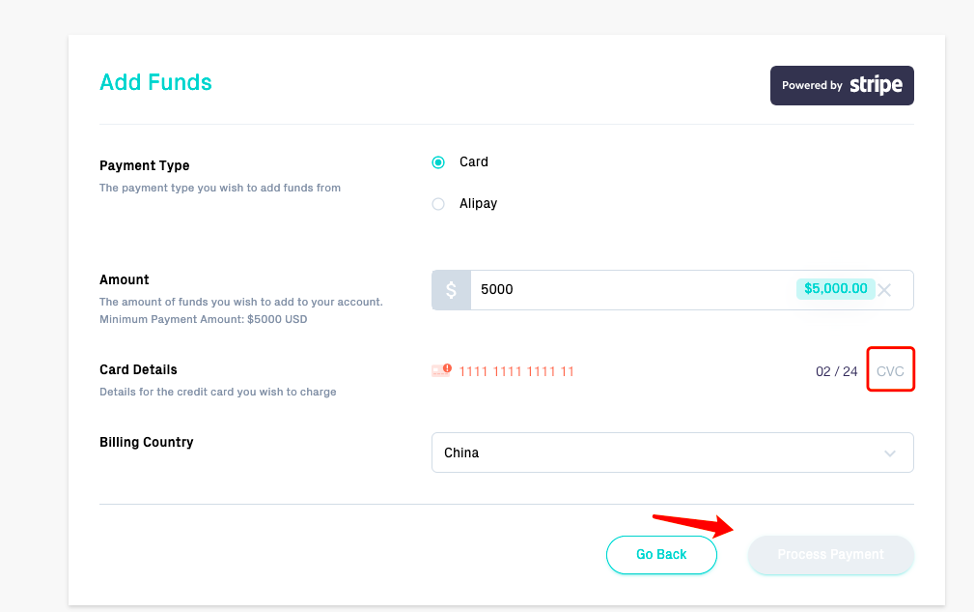 Add Funds
Powered by stripe
Payment Type
The payment type you wish to add funds from
Card
Alipay
Amount
The amount of funds you wish to add to your account.
Minimum Payment Amount: $5000 USD
$ 5000 $5,000.00
Card Details
Details for the credit card you wish to charge
1111 1111 1111 11 02 / 24 CVC
Billing Country
China
Go Back
Process Payment